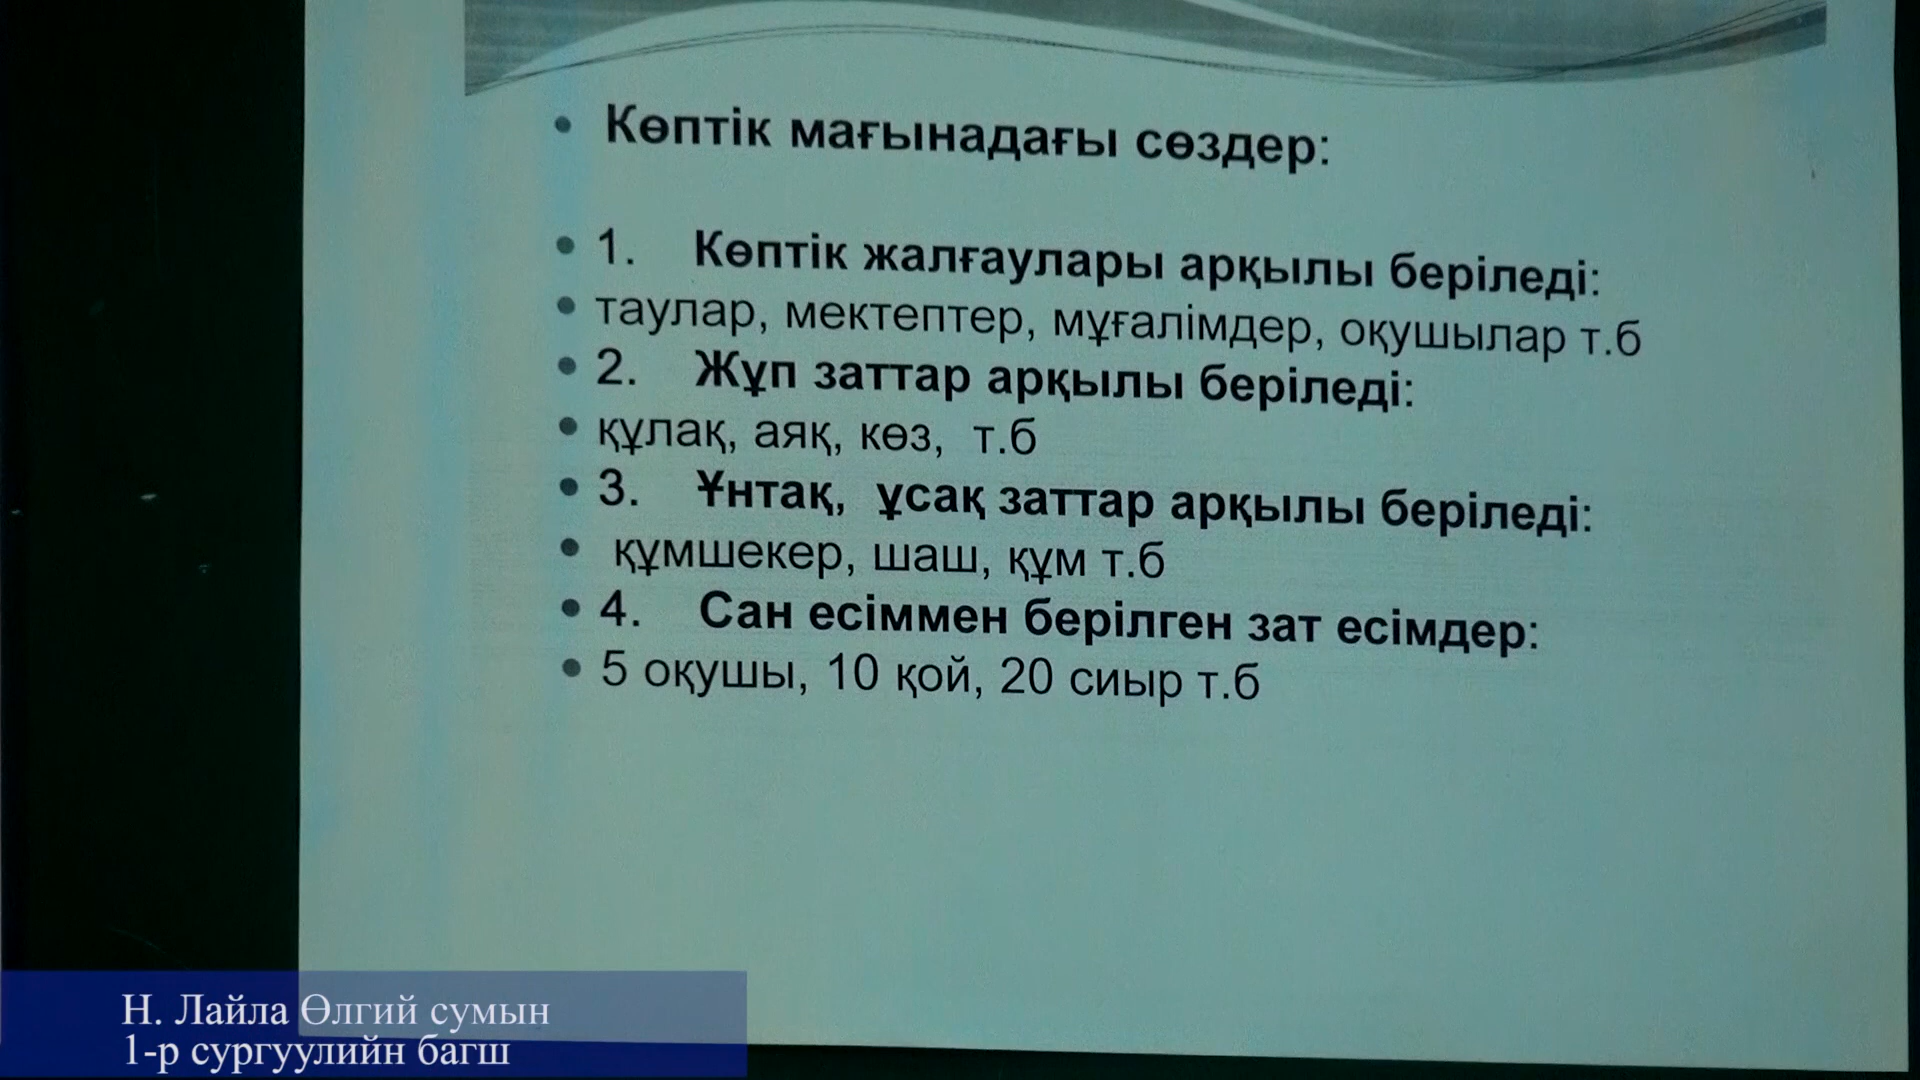 • Көптік мағынадағы сөздер:
• 1. Көптік жалғаулары арқылы беріледі:
• таулар, мектептер, мұғалімдер, оқушылар т.б
• 2. Жұп заттар арқылы беріледі:
• құлақ, аяқ, көз, т.б
• 3. Ұнтақ, ұсақ заттар арқылы беріледі:
• құмшекер, шаш, құм т.б
• 4. Сан есіммен берілген зат есімдер:
• 5 оқушы, 10 қой, 20 сиыр т.б
Н. Лайла Өлгий сумын
1-р сургуулийн багш